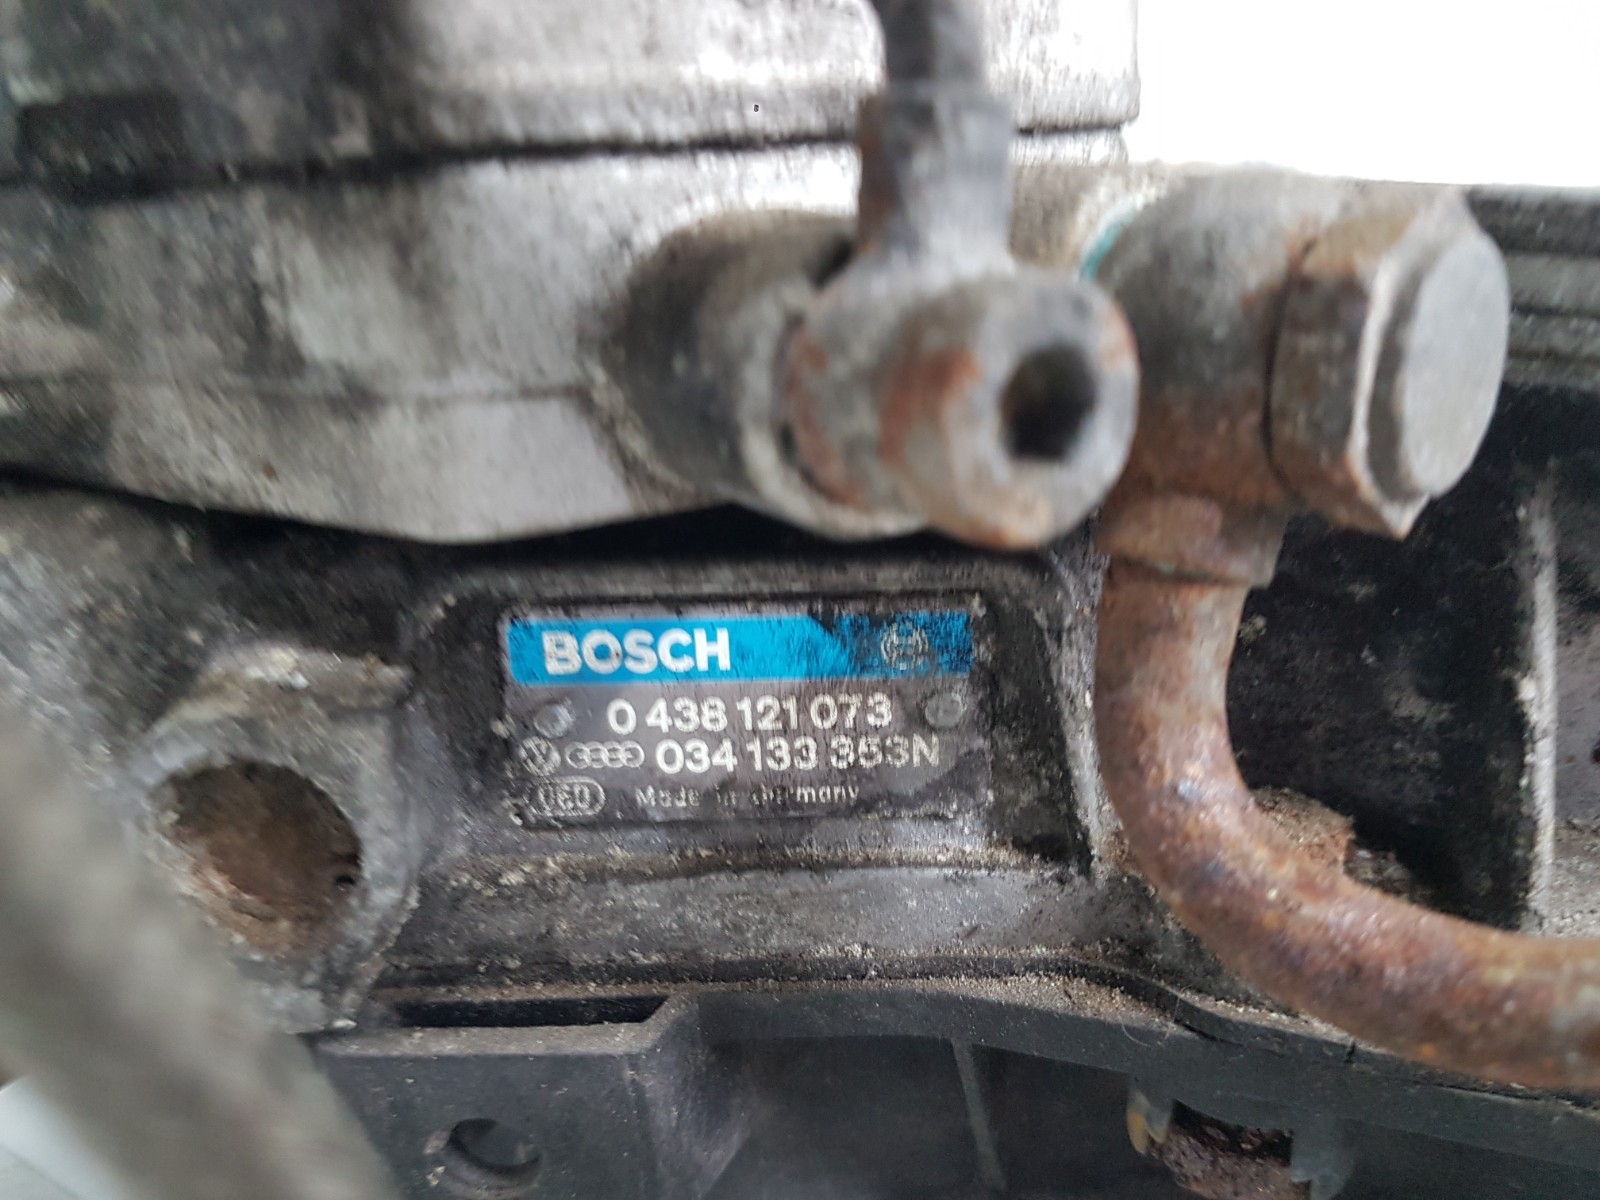 BOSCH
0 438 121 073
034 133 353N
Made in Germany